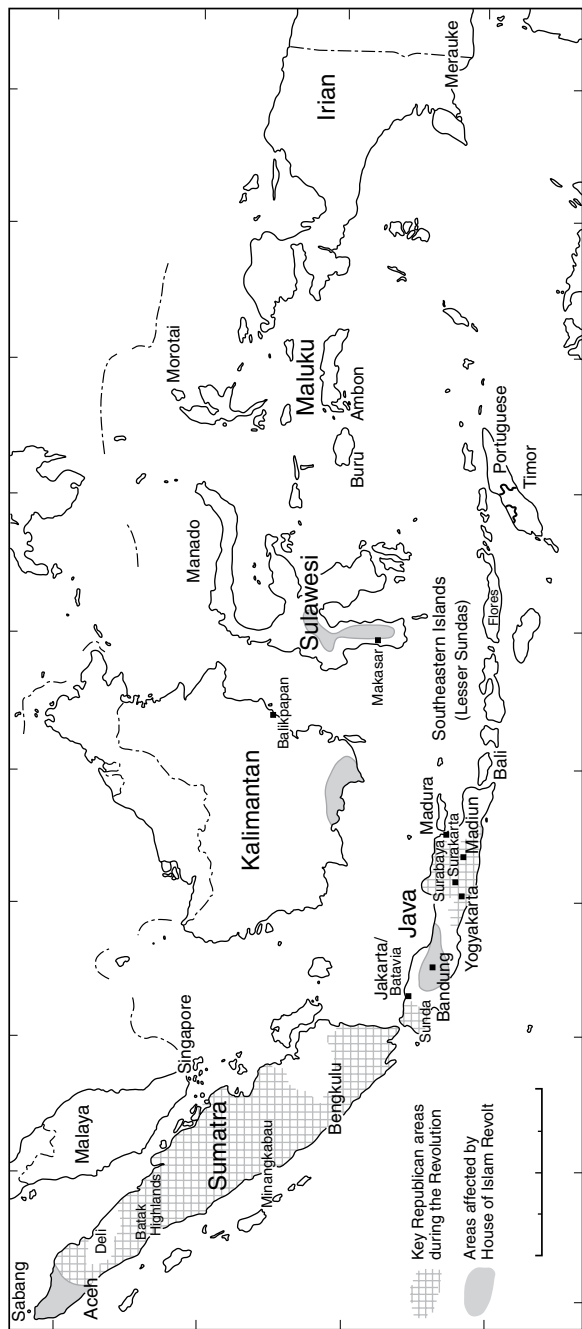 Sabang
Aceh
Deli
Batak
Highlands
Malaya
Singapore
Sumatra
Minangkabau
Bengkulu
Jakarta/
Batavia
Sunda
Bandung
Java
Yogyakarta
Surabaya
Surakarta
Madiun
Madura
Bali
Kalimantan
Balikpapan
Southeastern Islands
(Lesser Sundas)
Flores
Makasar
Sulawesi
Manado
Portuguese
Timor
Buru
Ambon
Maluku
Morotai
Irian
Merauke
Key Republican areas
during the Revolution
Areas affected by
House of Islam Revolt